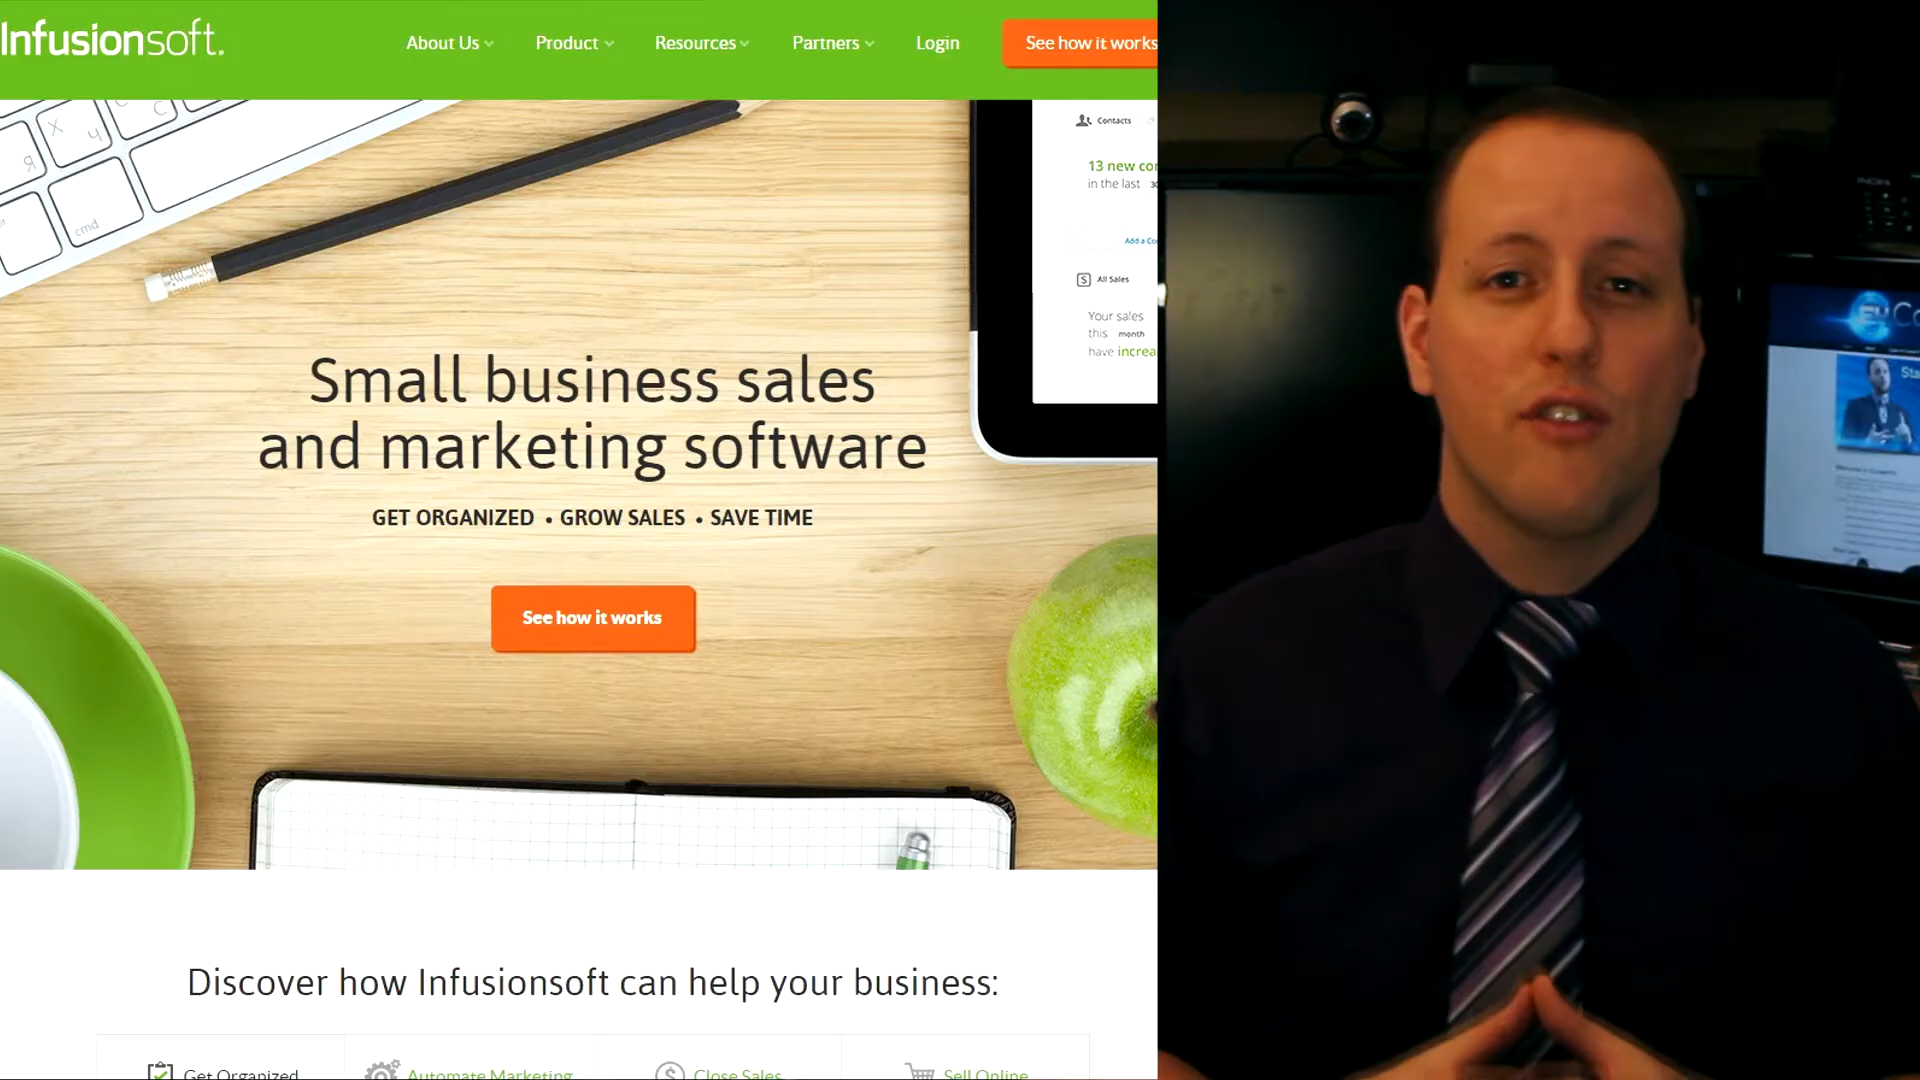 Infusionsoft.
About Us
Product
Resources
Partners
Login
See how it works
X
Ч
C
Я
cmd
Contacts
13 new
in the last
Add a
All Sales
Your sales
this month
have
Small business sales
and marketing software
GET ORGANIZED • GROW SALES • SAVE TIME
See how it works
Discover how Infusionsoft can help your business:
Get Organized
Automate Marketing
Close Sales
Sell Online